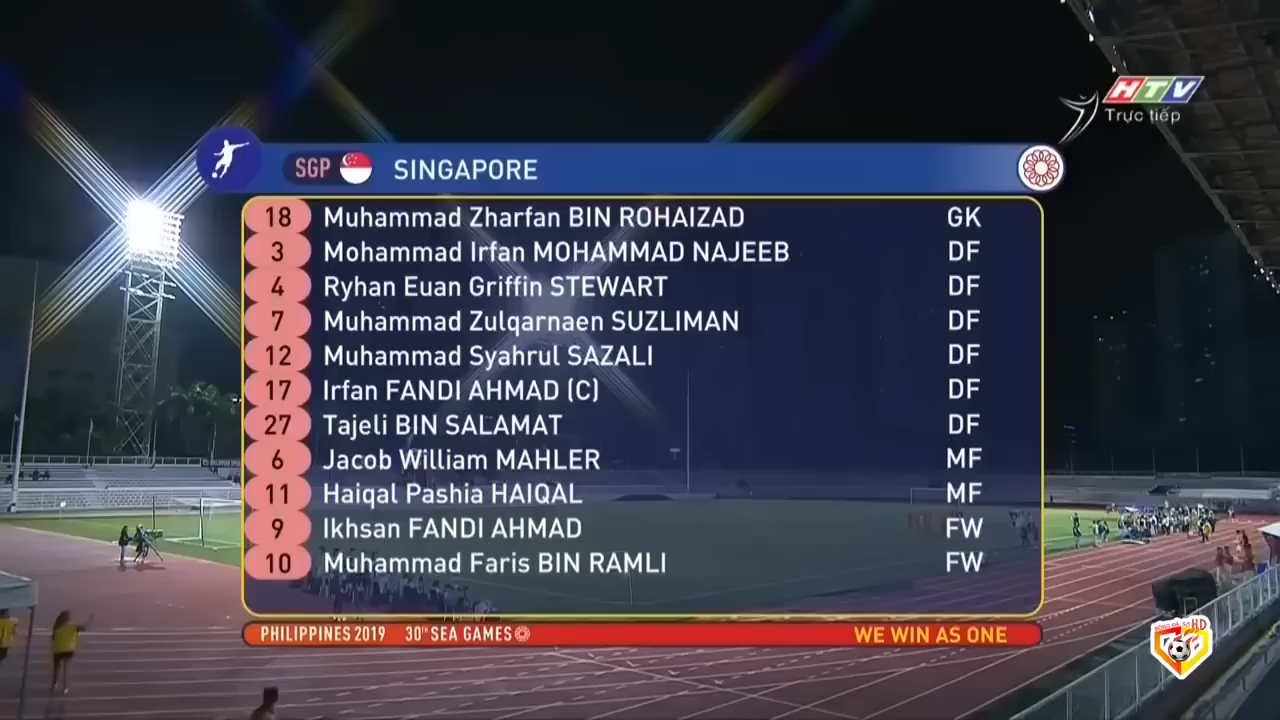 HTV
Trực tiếp
SGP SINGAPORE
18 Muhammad Zharfan BIN ROHAIZAD GK
3 Mohammad Irfan MOHAMMAD NAJEEB DF
4 Ryhan Euan Griffin STEWART DF
7 Muhammad Zulqarnaen SUZLIMAN DF
12 Muhammad Syahrul SAZALI DF
17 Irfan FANDI AHMAD (C) DF
27 Tajeli BIN SALAMAT DF
6 Jacob William MAHLER MF
11 Haiqal Pashia HAIQAL MF
9 Ikhsan FANDI AHMAD FW
10 Muhammad Faris BIN RAMLI FW
PHILIPPINES 2019 30TH SEA GAMES WE WIN AS ONE
HD